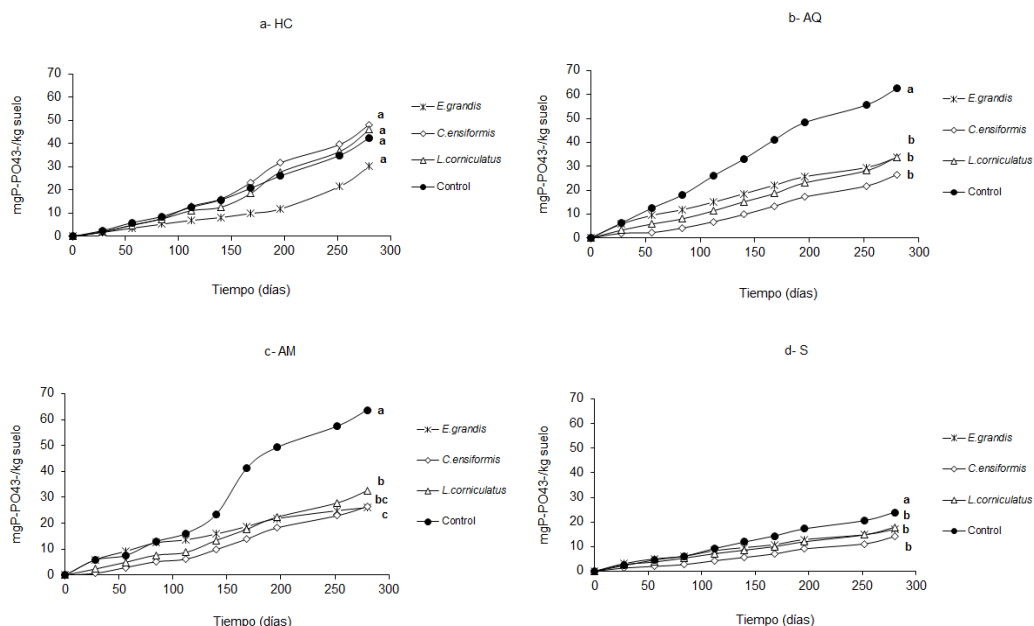 a- HC
mgP-PO43-/kg suelo
70
60
50
40
30
20
10
0
0 50 100 150 200 250 300
Tiempo (días)
a
a
a
a
E.grandis
C.ensiformis
L.corniculatus
Control
b- AQ
mgP-PO43-/kg suelo
70
60
50
40
30
20
10
0
0 50 100 150 200 250 300
Tiempo (días)
a
b
b
b
E.grandis
C.ensiformis
L.corniculatus
Control
c- AM
mgP-PO43-/kg suelo
70
60
50
40
30
20
10
0
0 50 100 150 200 250 300
Tiempo (días)
a
b
bc
c
E.grandis
C.ensiformis
L.corniculatus
Control
d- S
mgP-PO43-/kg suelo
70
60
50
40
30
20
10
0
0 50 100 150 200 250 300
Tiempo (días)
a
b
b
b
E.grandis
C.ensiformis
L.corniculatus
Control